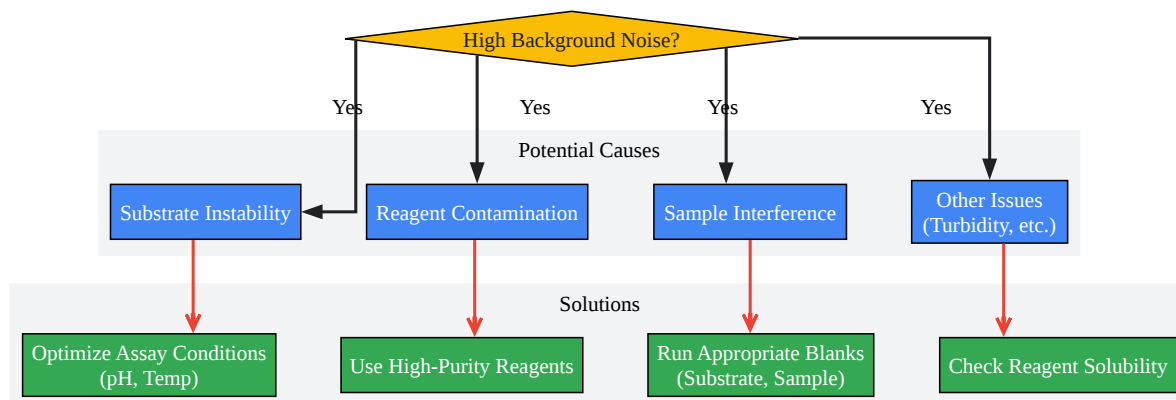 High Background Noise?
Yes
Yes
Yes
Yes
Potential Causes
Substrate Instability
Reagent Contamination
Sample Interference
Other Issues
(Turbidity, etc.)
Solutions
Optimize Assay Conditions
(pH, Temp)
Use High-Purity Reagents
Run Appropriate Blanks
(Substrate, Sample)
Check Reagent Solubility